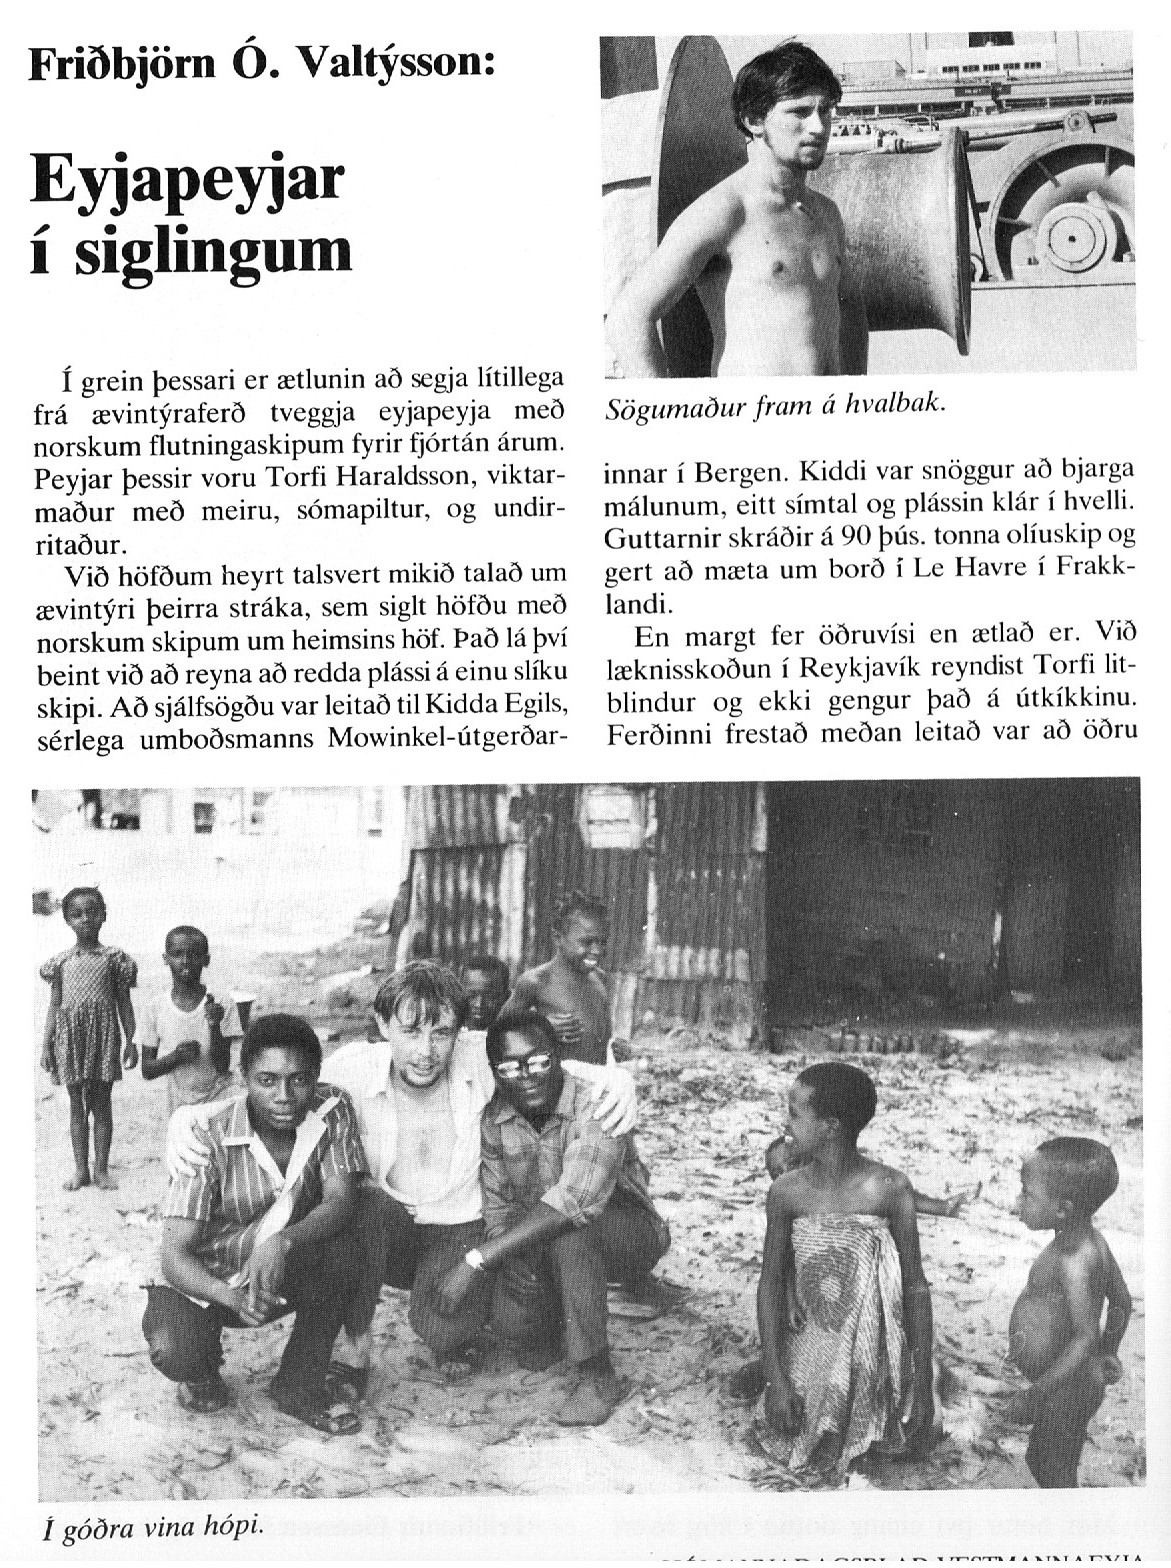 Friðbjörn Ó. Valtýsson:
Eyjapeyjar
í siglingum
Í grein þessari er ætlunin að segja lítillega
frá ævintýraferð tveggja eyjapeyja með
norskum flutningaskipum fyrir fjórtán árum.
Peyjar þessir voru Torfi Haraldsson, viktar-
maður með meiru, sómapiltur, og undir-
ritaður.
Við höfðum heyrt talsvert mikið talað um
ævintýri þeirra stráka, sem siglt höfðu með
norskum skipum um heimsins höf. Það lá því
beint við að reyna að redda plássi á einu slíku
skipi. Að sjálfsögðu var leitað til Kidda Egils,
sérlega umboðsmanns Mowinkel-útgerðar-
Sögumaður fram á hvalbak.
innar í Bergen. Kiddi var snöggur að bjarga
málunum, eitt símtal og plássin klár í hvelli.
Guttarnir skráðir á 90 þús. tonna olíuskip og
gert að mæta um borð í Le Havre í Frakk-
landi.
En margt fer öðruvísi en ætlað er. Við
læknisskoðun í Reykjavík reyndist Torfi lit-
blindur og ekki gengur það á útkíkkinu.
Ferðinni frestað meðan leitað var að öðru
Í góðra vina hópi.